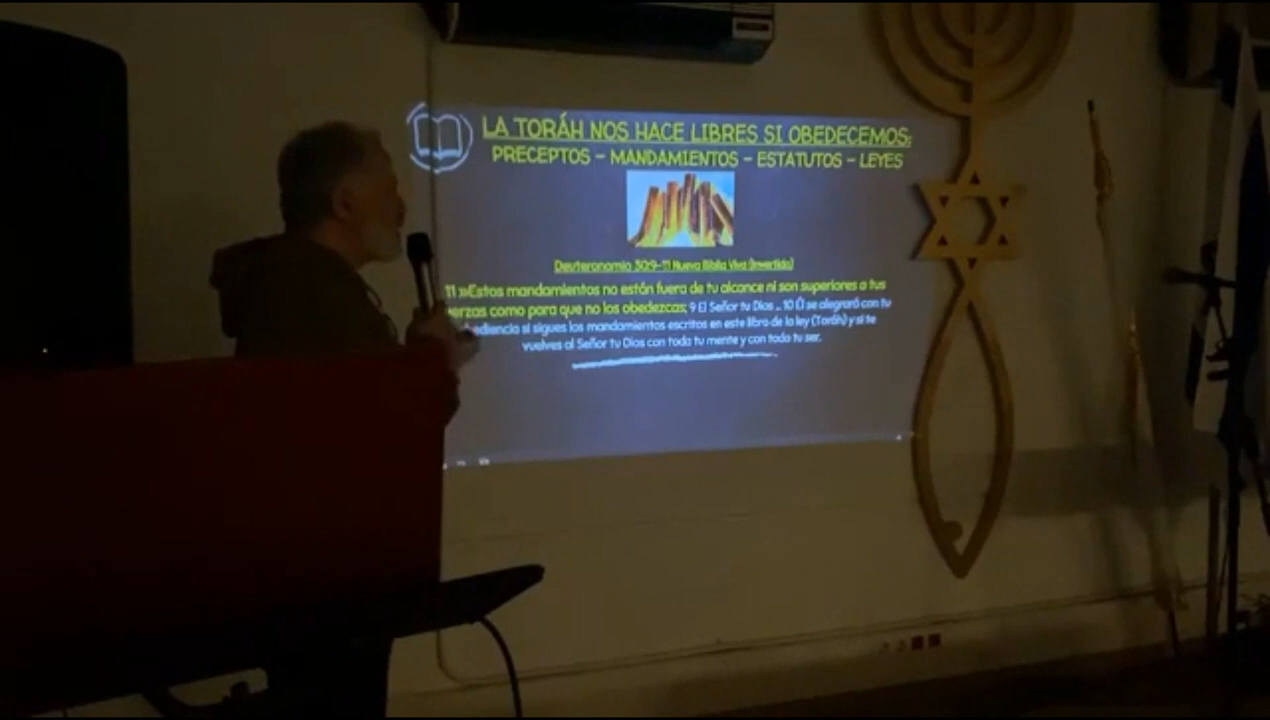 LA TORÁH NOS HACE LIBRES SI OBEDECEMOS:
PRECEPTOS - MANDAMIENTOS - ESTATUTOS - LEYES
Deuteronomio 30:9-11 Nueva Biblia Viva (Invertido)
11 »Estos mandamientos no están fuera de tu alcance ni son superiores a tus
erzas como para que no los obedezcas; 9 El Señor tu Dios .. 10 Él se alegrará con tu
ediencia si sigues los mandamientos escritos en este libro de la ley (Toráh) y si te
vuelves al Señor tu Dios con toda tu mente y con todo tu ser.